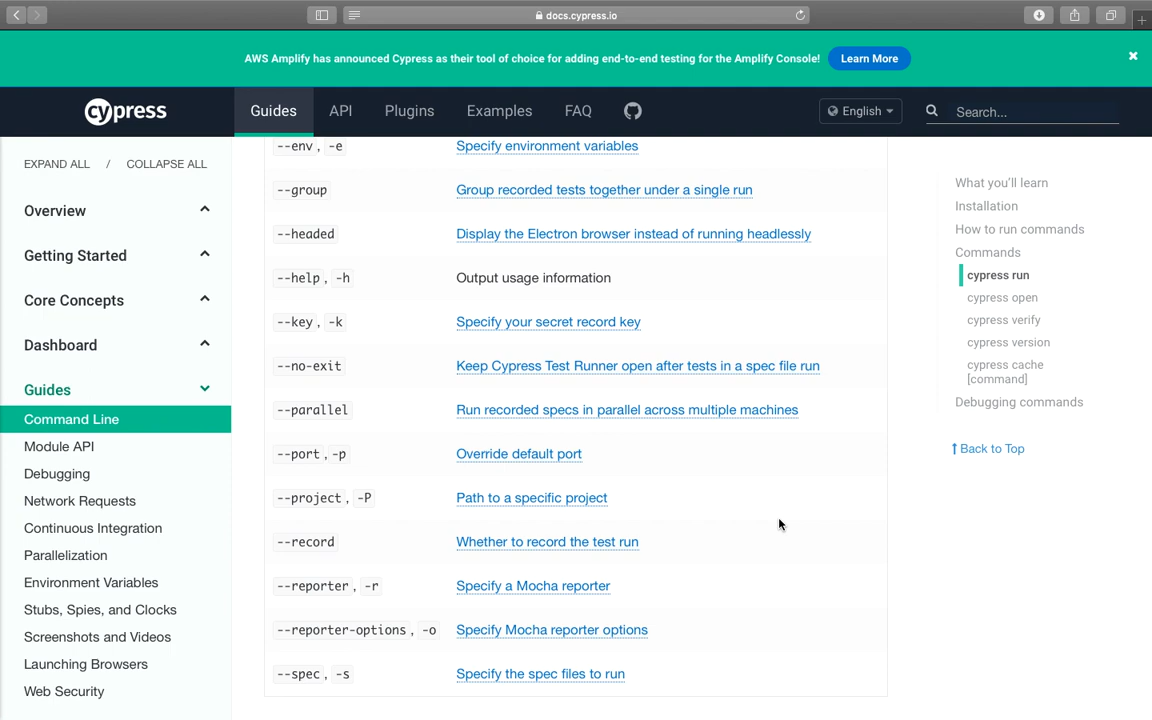 docs.cypress.io
AWS Amplify has announced Cypress as their tool of choice for adding end-to-end testing for the Amplify Console!
Learn More
cypress
Guides
API
Plugins
Examples
FAQ
English
Search...
EXPAND ALL / COLLAPSE ALL
Overview
Getting Started
Core Concepts
Dashboard
Guides
Command Line
Module API
Debugging
Network Requests
Continuous Integration
Parallelization
Environment Variables
Stubs, Spies, and Clocks
Screenshots and Videos
Launching Browsers
Web Security
--env, -e Specify environment variables
--group Group recorded tests together under a single run
--headed Display the Electron browser instead of running headlessly
--help, -h Output usage information
--key, -k Specify your secret record key
--no-exit Keep Cypress Test Runner open after tests in a spec file run
--parallel Run recorded specs in parallel across multiple machines
--port, -p Override default port
--project, -P Path to a specific project
--record Whether to record the test run
--reporter, -r Specify a Mocha reporter
--reporter-options, -o Specify Mocha reporter options
--spec, -s Specify the spec files to run
What you'll learn
Installation
How to run commands
Commands
cypress run
cypress open
cypress verify
cypress version
cypress cache
[command]
Debugging commands
Back to Top